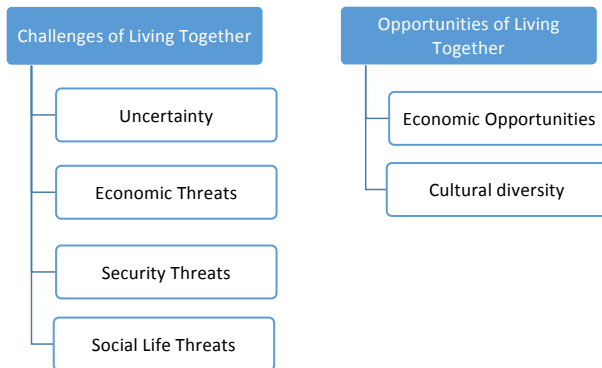 Challenges of Living Together
Uncertainty
Economic Threats
Security Threats
Social Life Threats
Opportunities of Living
Together
Economic Opportunities
Cultural diversity